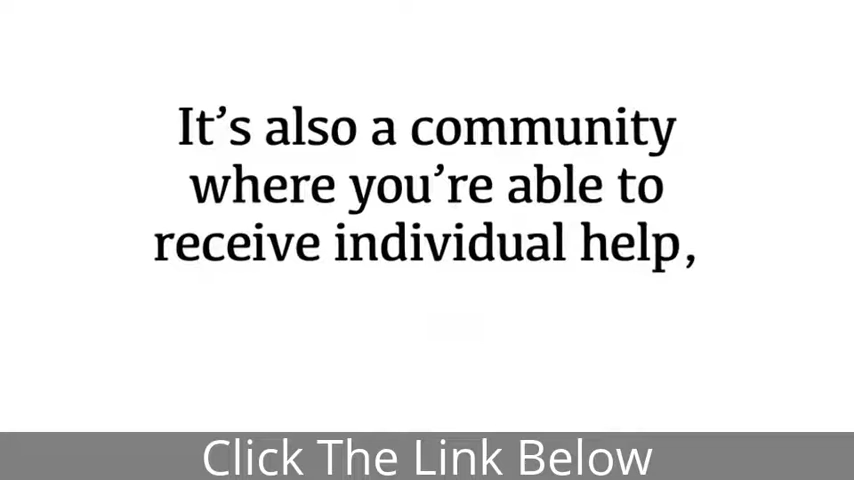 It’s also a community
where you’re able to
receive individual help,
Click The Link Below